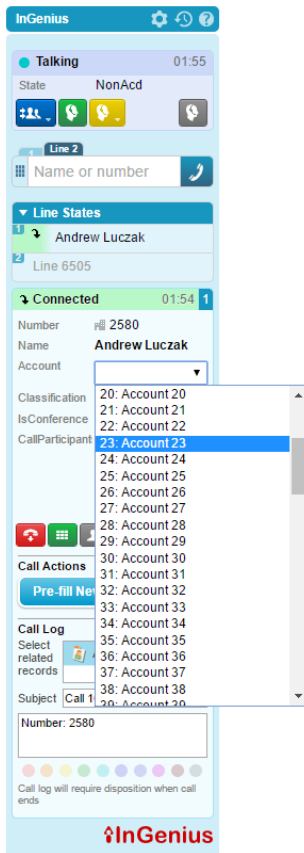 InGenius
Talking 01:55
State NonAcd
1 Line 2
Name or number
Line States
1 Andrew Luczak
2 Line 6505
Connected 01:54 1
Number 2580
Name Andrew Luczak
Account
Classification
IsConference
CallParticipant
20: Account 20
21: Account 21
22: Account 22
23: Account 23
24: Account 24
25: Account 25
26: Account 26
27: Account 27
28: Account 28
29: Account 29
30: Account 30
31: Account 31
32: Account 32
33: Account 33
34: Account 34
35: Account 35
36: Account 36
37: Account 37
38: Account 38
39: Account 39
Call Actions
Pre-fill Ne
Call Log
Select
related
records
Subject Call 1
Number: 2580
Call log will require disposition when call
ends
InGenius